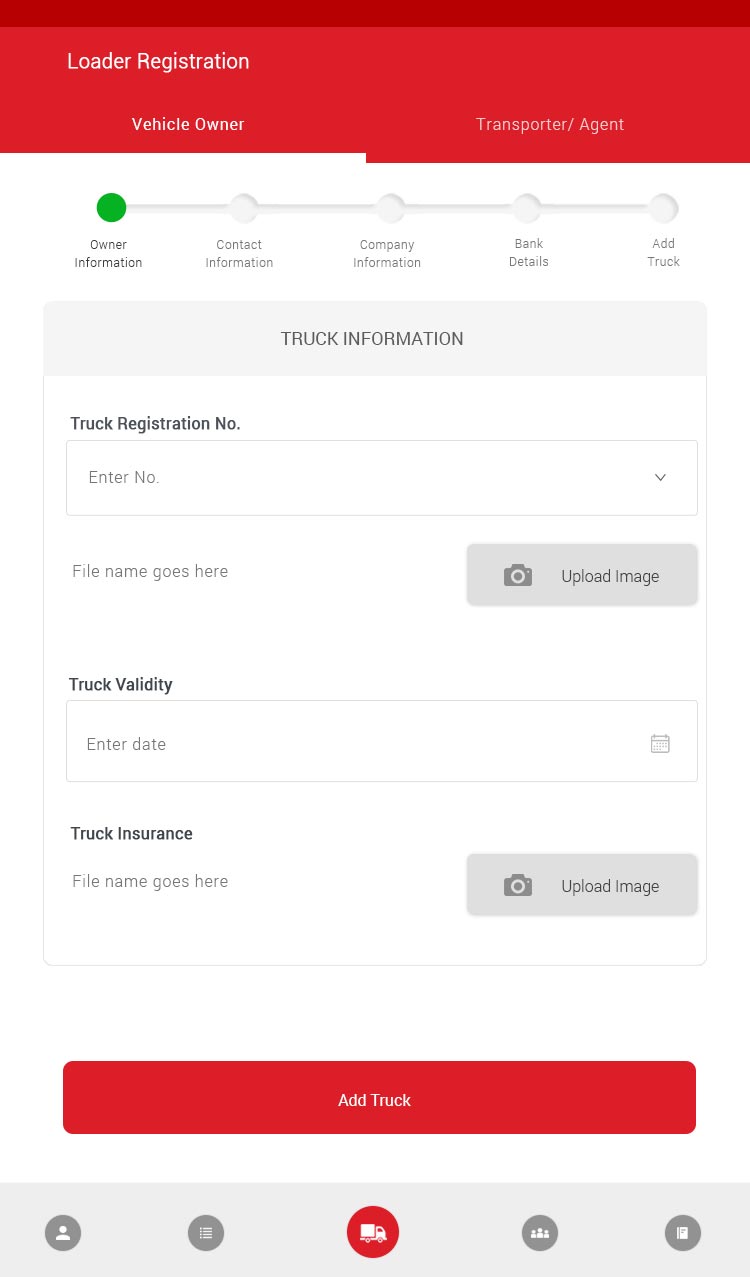 Loader Registration
Vehicle Owner
Transporter/ Agent
Owner
Information
Contact
Information
Company
Information
Bank
Details
Add
Truck
TRUCK INFORMATION
Truck Registration No.
Enter No.
File name goes here
Upload Image
Truck Validity
Enter date
Truck Insurance
File name goes here
Upload Image
Add Truck